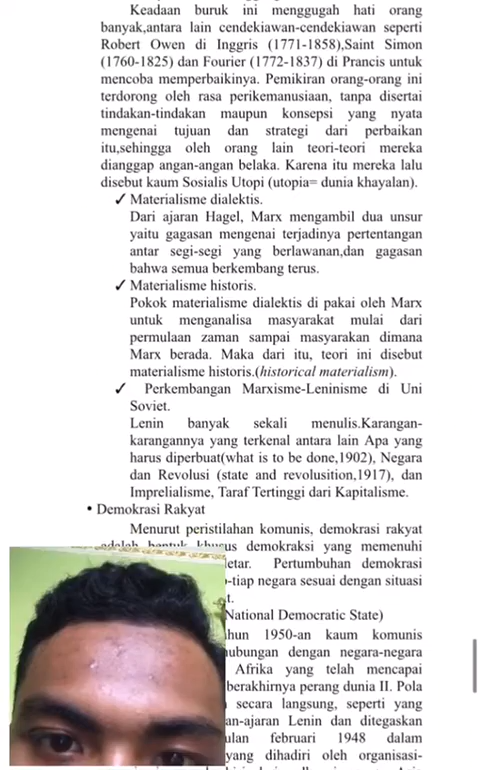 Keadaan buruk ini menggugah hati orang
banyak,antara lain cendekiawan-cendekiawan seperti
Robert Owen di Inggris (1771-1858),Saint Simon
(1760-1825) dan Fourier (1772-1837) di Prancis untuk
mencoba memperbaikinya. Pemikiran orang-orang ini
terdorong oleh rasa perikemanusiaan, tanpa disertai
tindakan-tindakan maupun konsepsi yang nyata
mengenai tujuan dan strategi dari perbaikan
itu,sehingga oleh orang lain teori-teori mereka
dianggap angan-angan belaka. Karena itu mereka lalu
disebut kaum Sosialis Utopi (utopia= dunia khayalan).
✓ Materialisme dialektis.
Dari ajaran Hagel, Marx mengambil dua unsur
yaitu gagasan mengenai terjadinya pertentangan
antar segi-segi yang berlawanan,dan gagasan
bahwa semua berkembang terus.
✓ Materialisme historis.
Pokok materialisme dialektis di pakai oleh Marx
untuk menganalisa masyarakat mulai dari
permulaan zaman sampai masyarakan dimana
Marx berada. Maka dari itu, teori ini disebut
materialisme historis.(historical materialism).
✓ Perkembangan Marxisme-Leninisme di Uni
Soviet.
Lenin banyak sekali menulis.Karangan-
karangannya yang terkenal antara lain Apa yang
harus diperbuat(what is to be done,1902), Negara
dan Revolusi (state and revolusition,1917), dan
Imprelialisme, Taraf Tertinggi dari Kapitalisme.
• Demokrasi Rakyat
Menurut peristilahan komunis, demokrasi rakyat
adalah bentuk khusus demokraksi yang memenuhi
letar. Pertumbuhan demokrasi
-tiap negara sesuai dengan situasi
t.
National Democratic State)
ahun 1950-an kaum komunis
hubungan dengan negara-negara
Afrika yang telah mencapai
berakhirnya perang dunia II. Pola
secara langsung, seperti yang
an-ajaran Lenin dan ditegaskan
ulan februari 1948 dalam
yang dihadiri oleh organisasi-